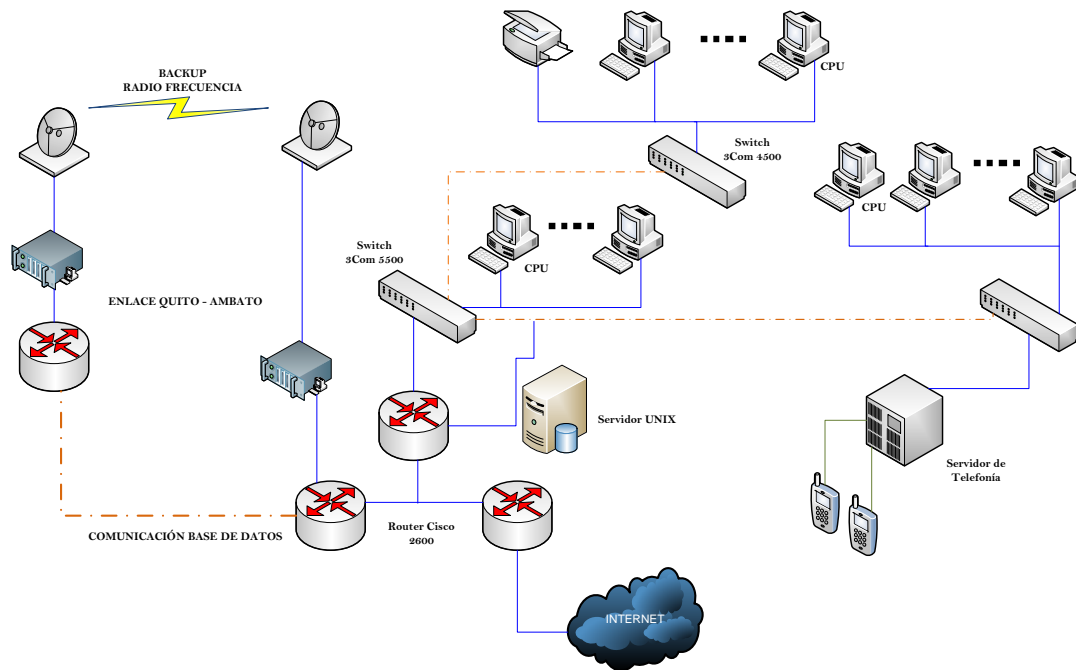 BACKUP
RADIO FRECUENCIA
CPU
Switch
3Com 4500
CPU
Switch
3Com 5500
CPU
ENLACE QUITO - AMBATO
Servidor UNIX
Servidor de
Telefonía
COMUNICACIÓN BASE DE DATOS
Router Cisco
2600
INTERNET